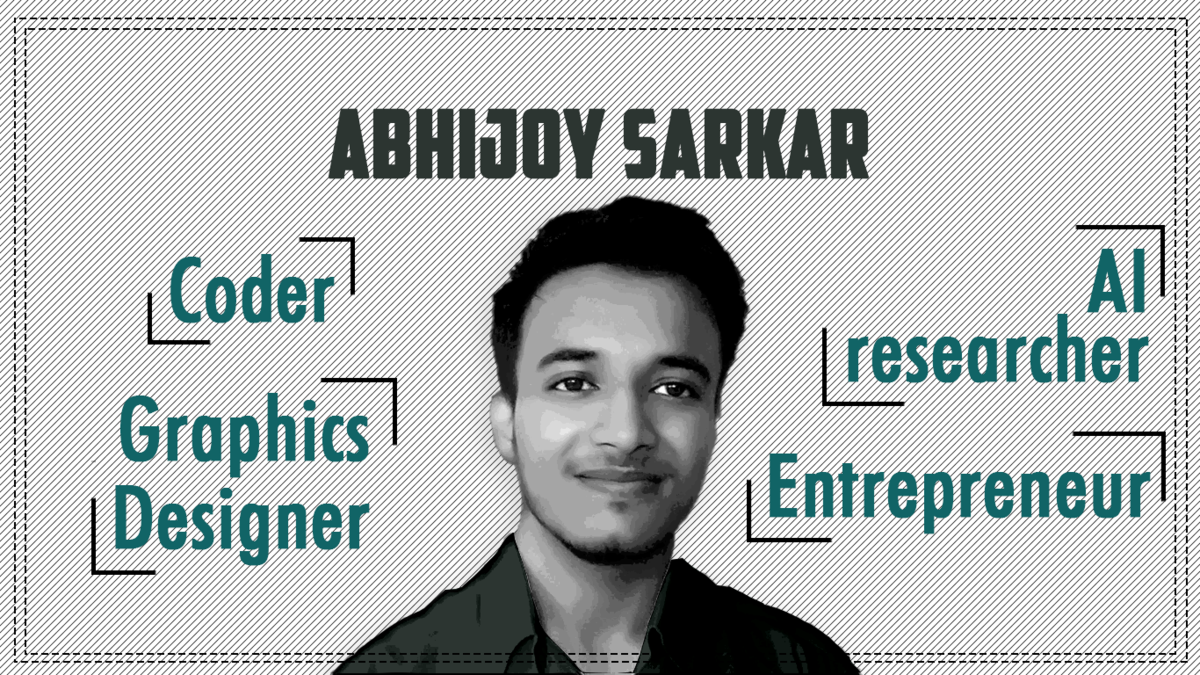 ABHIJOY SARKAR
Coder
Graphics
Designer
AI
researcher
Entrepreneur